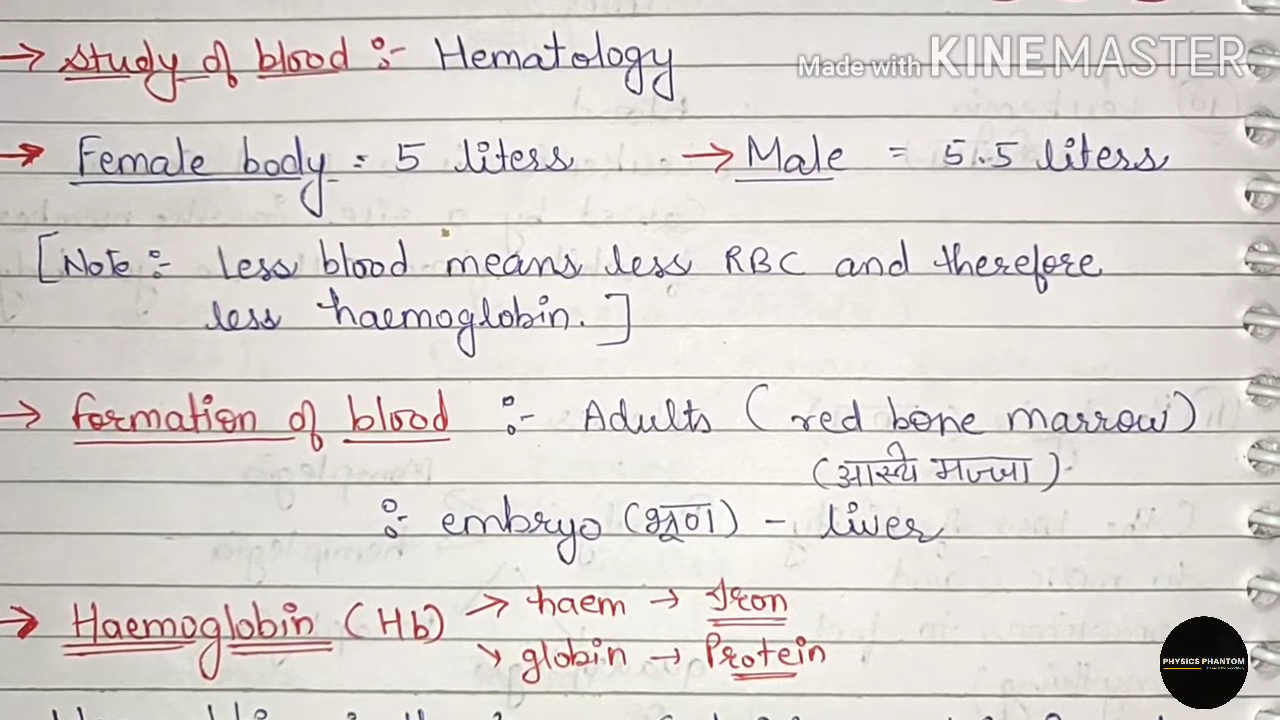 Made with KINEMASTER
→ Study of blood :- Hematology
→ Female body = 5 liters → Male = 5.5 liters
[Note :- less blood means less RBC and therefore
less haemoglobin.]
→ formation of blood :- Adults (red bone marrow)
(आस्थे मज्जा)
:- embryo (भ्रूण) - liver
→ Haemoglobin (Hb) → haem → Iron
↘ globin → Protein
PHYSICS PHANTOM